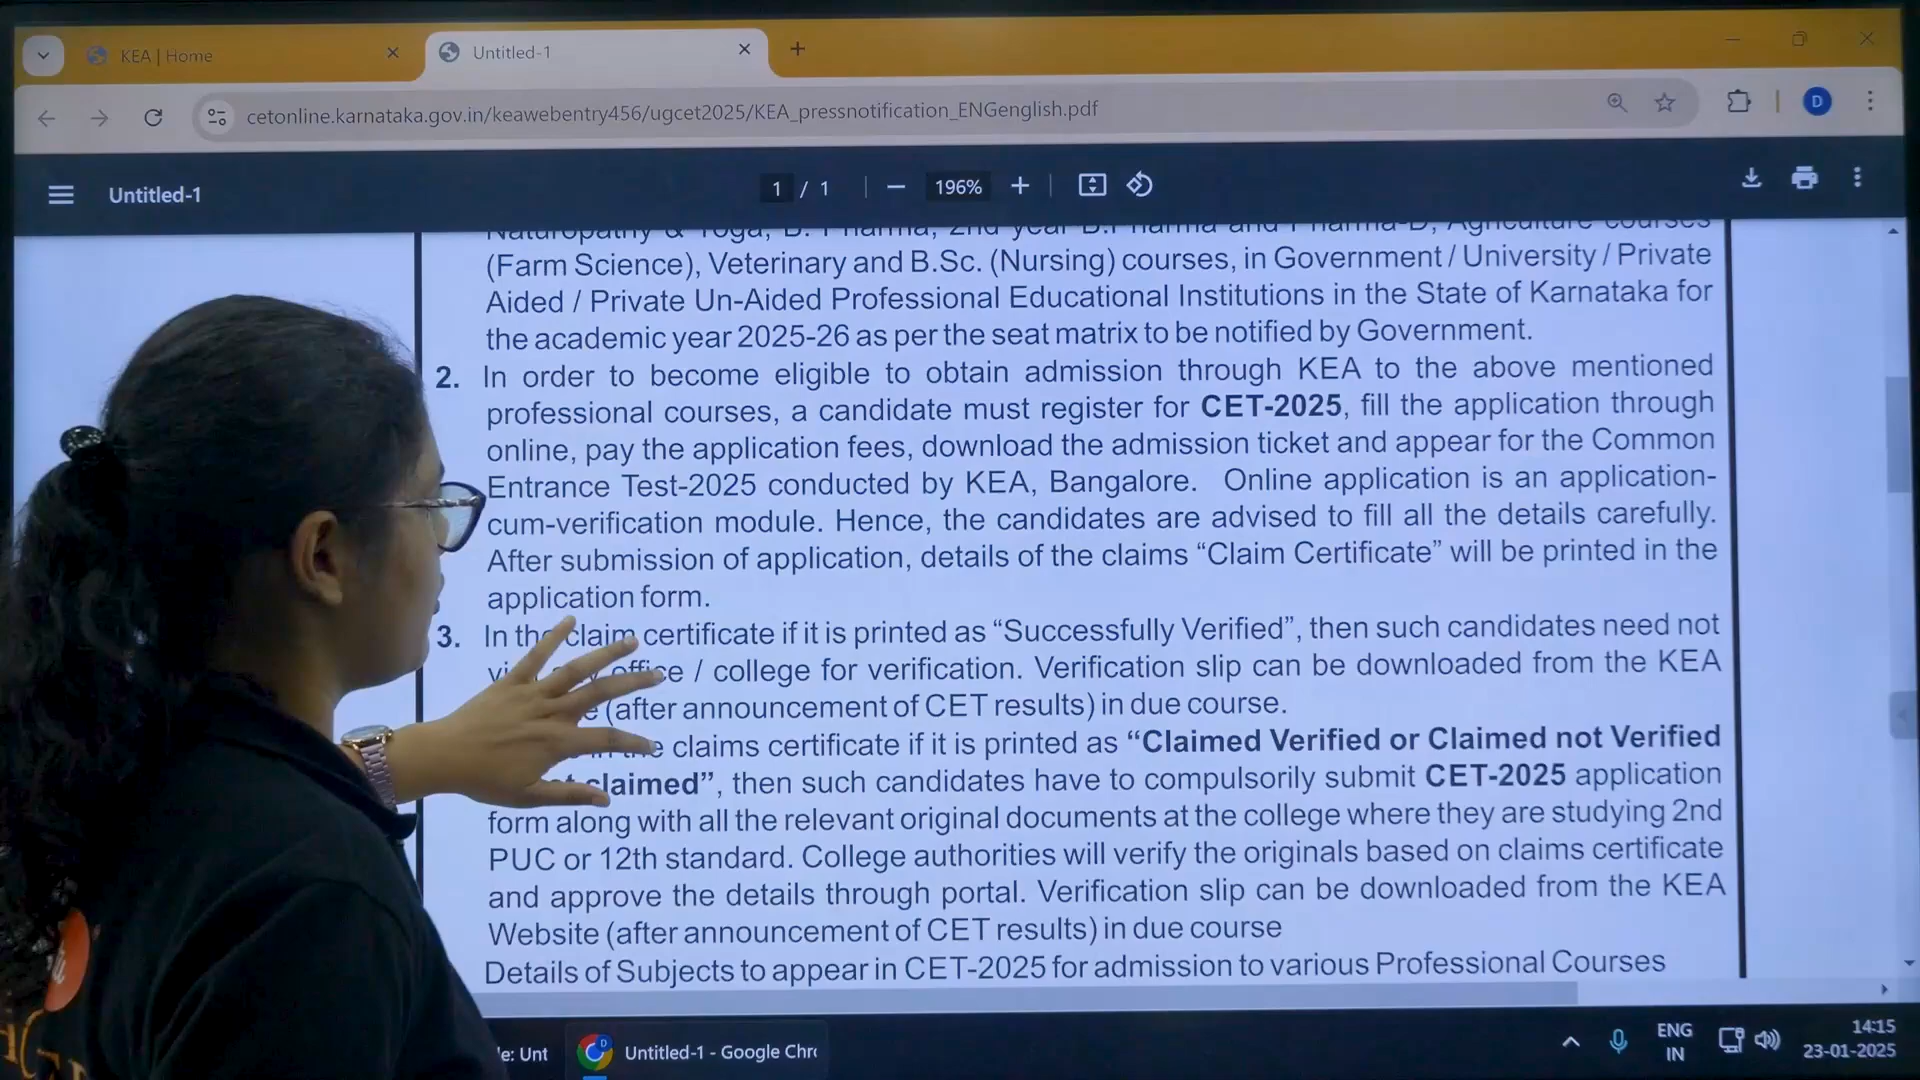 KEA | Home
Untitled-1
cetonline.karnataka.gov.in/keawebentry456/ugcet2025/KEA_pressnotification_ENGenglish.pdf
D
Untitled-1
1 / 1
196%
Naturopathy & Yoga, B. Pharma, 2nd year B.Pharma and Pharma-D, Agriculture courses
(Farm Science), Veterinary and B.Sc. (Nursing) courses, in Government / University / Private
Aided / Private Un-Aided Professional Educational Institutions in the State of Karnataka for
the academic year 2025-26 as per the seat matrix to be notified by Government.
2. In order to become eligible to obtain admission through KEA to the above mentioned
professional courses, a candidate must register for CET-2025, fill the application through
online, pay the application fees, download the admission ticket and appear for the Common
Entrance Test-2025 conducted by KEA, Bangalore. Online application is an application-
cum-verification module. Hence, the candidates are advised to fill all the details carefully.
After submission of application, details of the claims “Claim Certificate” will be printed in the
application form.
3. In the claim certificate if it is printed as “Successfully Verified”, then such candidates need not
office / college for verification. Verification slip can be downloaded from the KEA
(after announcement of CET results) in due course.
claims certificate if it is printed as “Claimed Verified or Claimed not Verified
claimed”, then such candidates have to compulsorily submit CET-2025 application
form along with all the relevant original documents at the college where they are studying 2nd
PUC or 12th standard. College authorities will verify the originals based on claims certificate
and approve the details through portal. Verification slip can be downloaded from the KEA
Website (after announcement of CET results) in due course
Details of Subjects to appear in CET-2025 for admission to various Professional Courses
e: Unt
Untitled-1 - Google Chr
ENG
IN
14:15
23-01-2025